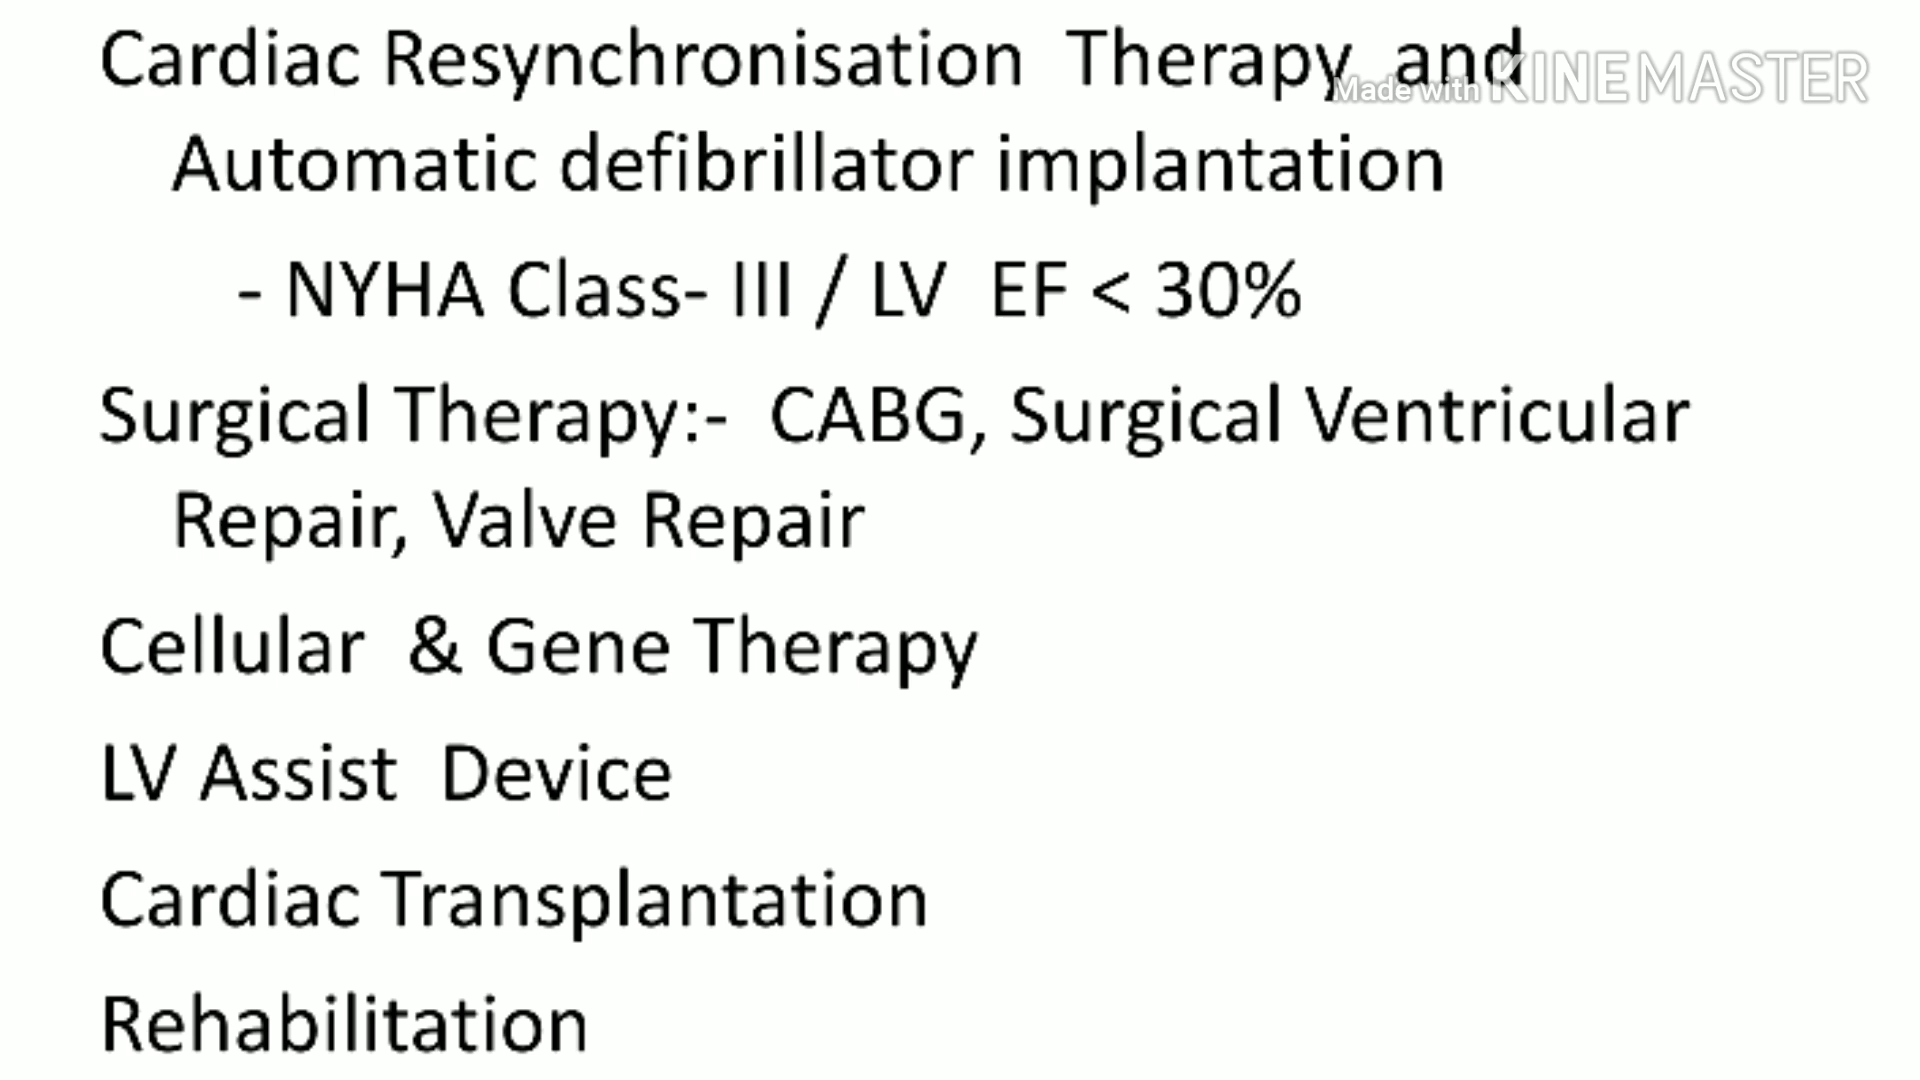 Cardiac Resynchronisation Therapy and
Made with KINEMASTER
Automatic defibrillator implantation
- NYHA Class- III / LV EF < 30%
Surgical Therapy:- CABG, Surgical Ventricular
Repair, Valve Repair
Cellular & Gene Therapy
LV Assist Device
Cardiac Transplantation
Rehabilitation